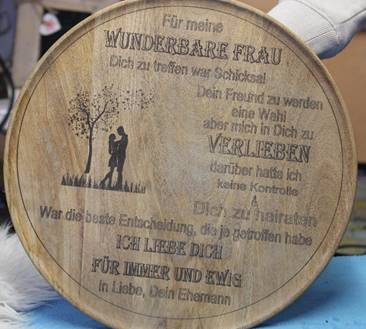 Für meine
WUNDERBARE FRAU
Dich zu treffen war Schicksal
Dein Freund zu werden
eine Wahl
aber mich in Dich zu
VERLIEBEN
darüber hatte ich
keine Kontrolle
&
Dich zu hairaten
War die beste Entscheidung, die je getroffen habe
ICH LIEBE DICH
FÜR IMMER UND EWIG
In Liebe, Dein Ehemann